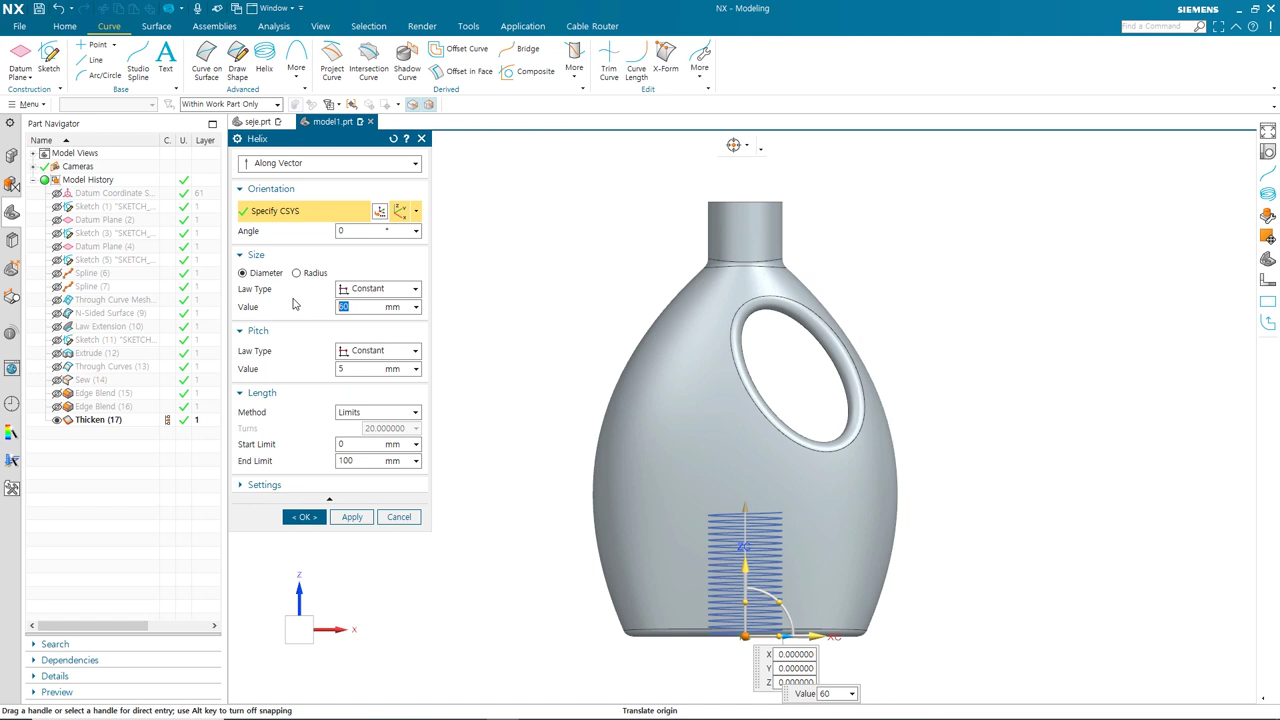 NX
Window
NX - Modeling
SIEMENS
File
Home
Curve
Surface
Assemblies
Analysis
View
Selection
Render
Tools
Application
Cable Router
Find a Command
Datum Plane
Sketch
Point
Line
Arc/Circle
Studio Spline
Text
Curve on Surface
Draw Shape
Helix
More
Project Curve
Intersection Curve
Shadow Curve
Offset Curve
Offset in Face
Bridge
Composite
More
Trim Curve
Curve Length
X-Form
More
Construction
Base
Advanced
Derived
Edit
Menu
Within Work Part Only
Part Navigator
seje.prt
model1.prt
Name
C.
U.
Layer
Model Views
Cameras
Model History
Datum Coordinate S...
61
Sketch (1) "SKETCH_
1
Datum Plane (2)
1
Sketch (3) "SKETCH_
1
Datum Plane (4)
1
Sketch (5) "SKETCH_
1
Spline (6)
1
Spline (7)
1
Through Curve Mesh...
1
N-Sided Surface (9)
1
Law Extension (10)
1
Sketch (11) "SKETCH
1
Extrude (12)
1
Through Curves (13)
1
Sew (14)
1
Edge Blend (15)
1
Edge Blend (16)
1
Thicken (17)
1
Search
Dependencies
Details
Preview
Helix
Along Vector
Orientation
Specify CSYS
Angle
0
°
Size
Diameter
Radius
Law Type
Constant
Value
60
mm
Pitch
Law Type
Constant
Value
5
mm
Length
Method
Limits
Turns
20.000000
Start Limit
0
mm
End Limit
100
mm
Settings
< OK >
Apply
Cancel
ZC
XC
Z
X
X 0.000000
Y 0.000000
Z 0.000000
Value 60
Drag a handle or select a handle for direct entry; use Alt key to turn off snapping
Translate origin